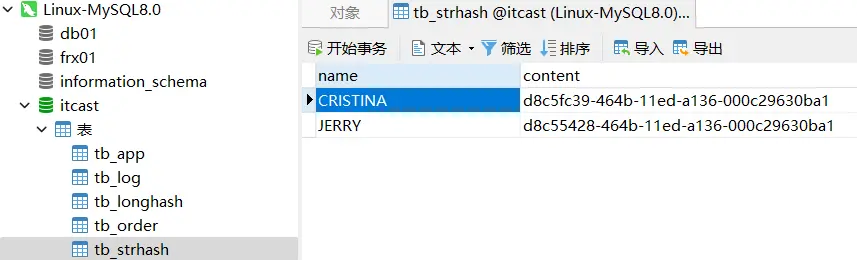 Linux-MySQL8.0
db01
frx01
information_schema
itcast
表
tb_app
tb_log
tb_longhash
tb_order
tb_strhash
对象
tb_strhash @itcast (Linux-MySQL8.0)...
开始事务 文本 筛选 排序 导入 导出
name content
CRISTINA d8c5fc39-464b-11ed-a136-000c29630ba1
JERRY d8c55428-464b-11ed-a136-000c29630ba1